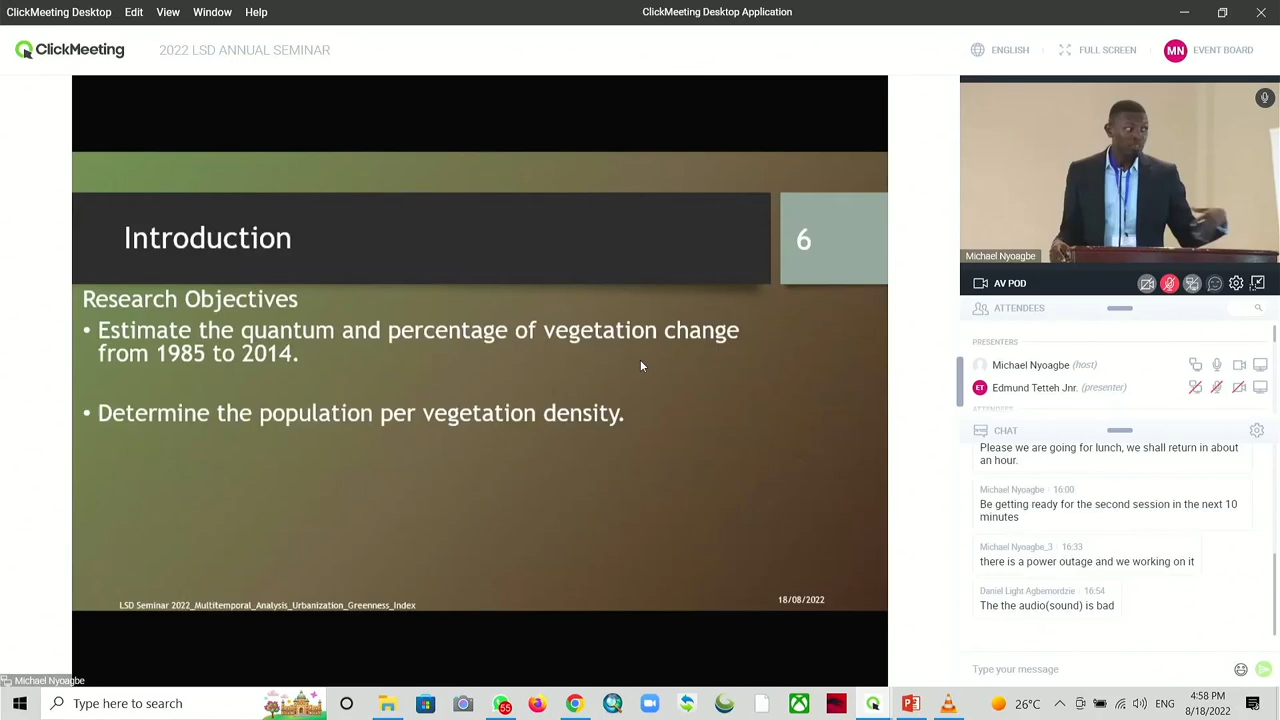 ClickMeeting Desktop Edit View Window Help
ClickMeeting Desktop Application
ClickMeeting
2022 LSD ANNUAL SEMINAR
ENGLISH
FULL SCREEN
MN
EVENT BOARD
Introduction
6
Research Objectives
• Estimate the quantum and percentage of vegetation change
from 1985 to 2014.
• Determine the population per vegetation density.
LSD Seminar 2022_Multitemporal_Analysis_Urbanization_Greenness_Index
18/08/2022
Michael Nyoagbe
Michael Nyoagbe
AV POD
ATTENDEES
PRESENTERS
Michael Nyoagbe (host)
ET
Edmund Tetteh Jnr. (presenter)
CHAT
Please we are going for lunch, we shall return in about
an hour.
Michael Nyoagbe 16:00
Be getting ready for the second session in the next 10
minutes
Michael Nyoagbe_3 16:33
there is a power outage and we working on it
Daniel Light Agbemordzie 16:54
The the audio(sound) is bad
Type your message
Type here to search
55
26°C
ENG
4:58 PM
8/18/2022